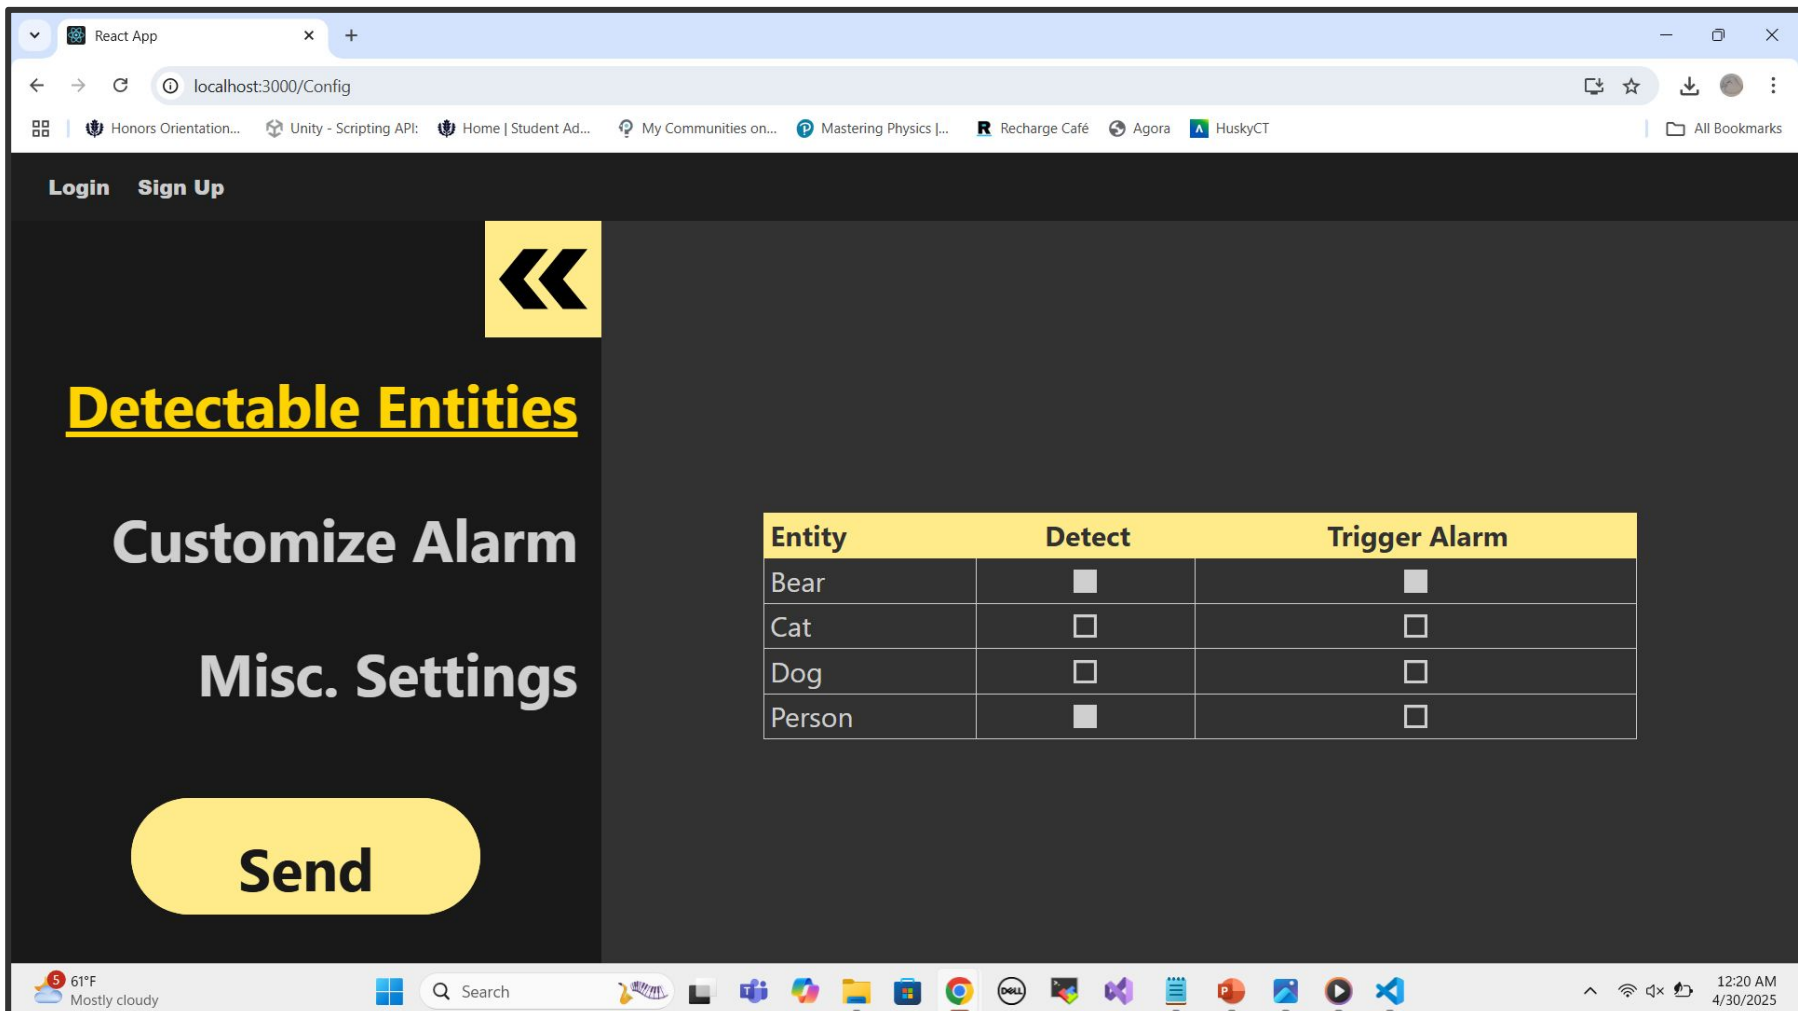 React App
localhost:3000/Config
Honors Orientation... Unity - Scripting API: Home | Student Ad... My Communities on... Mastering Physics |... R Recharge Café Agora HuskyCT All Bookmarks
Login Sign Up
Detectable Entities
Customize Alarm
Misc. Settings
Send
Entity Detect Trigger Alarm
Bear
Cat
Dog
Person
5 61°F
Mostly cloudy
Search
DELL
12:20 AM
4/30/2025